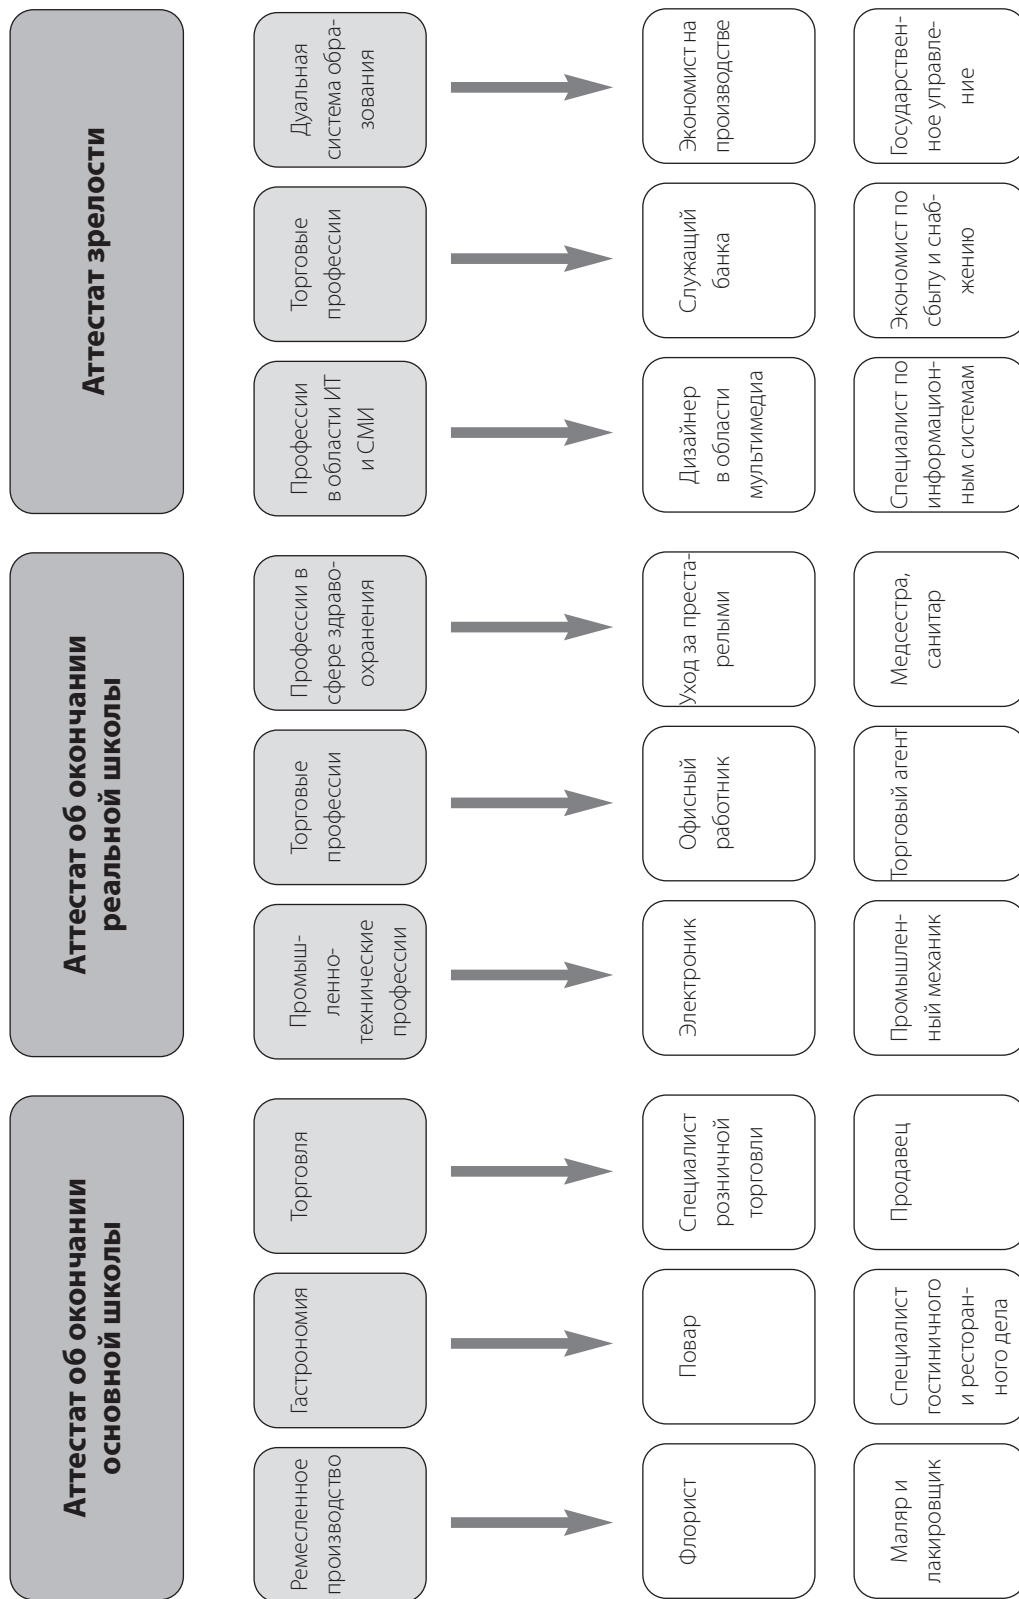 Аттестат об окончании
основной школы
Аттестат об окончании
реальной школы
Аттестат зрелости
Ремесленное
производство
Гастрономия
Торговля
Промыш-
ленно-
технические
профессии
Торговые
профессии
Профессии в
сфере здраво-
охранения
Профессии
в области ИТ
и СМИ
Торговые
профессии
Дуальная
система обра-
зования
Флорист
Повар
Специалист
розничной
торговли
Электроник
Офисный
работник
Уход за преста-
релыми
Дизайнер
в области
мультимедиа
Служащий
банка
Экономист на
производстве
Маляр и
лакировщик
Специалист
гостиничного
и ресторан-
ного дела
Продавец
Промышлен-
ный механик
Торговый агент
Медсестра,
санитар
Специалист по
информацион-
ным системам
Экономист по
сбыту и снаб-
жению
Государствен-
ное управле-
ние